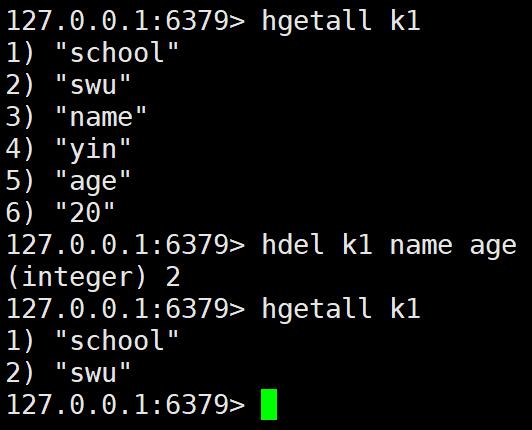 127.0.0.1:6379> hgetall k1
1) "school"
2) "swu"
3) "name"
4) "yin"
5) "age"
6) "20"
127.0.0.1:6379> hdel k1 name age
(integer) 2
127.0.0.1:6379> hgetall k1
1) "school"
2) "swu"
127.0.0.1:6379>